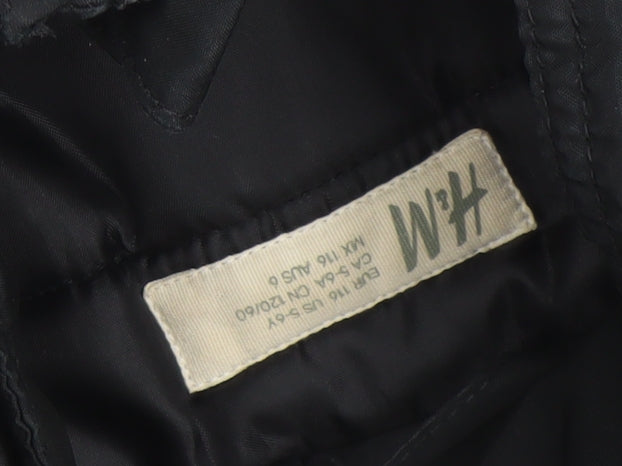 H&M
EUR 116 US 5-6Y
CA 5-6A CN 120/60
MX 116 AUS 6